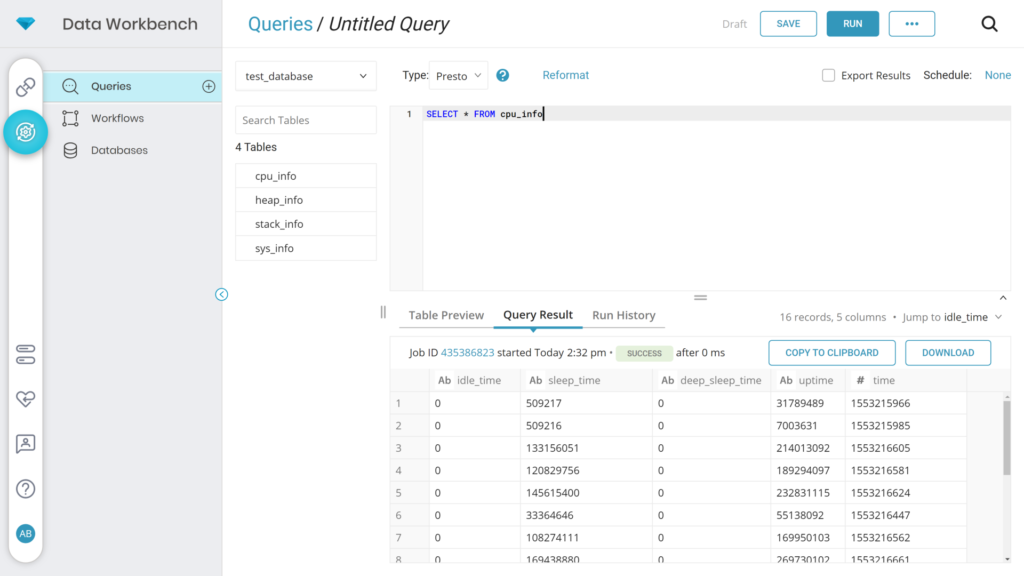 Data Workbench
Queries / Untitled Query
Draft
SAVE
RUN
Queries
Workflows
Databases
AB
test_database
Type: Presto
?
Reformat
Export Results
Schedule: None
Search Tables
4 Tables
cpu_info
heap_info
stack_info
sys_info
1 SELECT * FROM cpu_info
Table Preview Query Result Run History
16 records, 5 columns • Jump to idle_time
Job ID 435386823 started Today 2:32 pm • SUCCESS after 0 ms
COPY TO CLIPBOARD
DOWNLOAD
Ab idle_time Ab sleep_time Ab deep_sleep_time Ab uptime # time
1 0 509217 0 31789489 1553215966
2 0 509216 0 7003631 1553215985
3 0 133156051 0 214013092 1553216605
4 0 120829756 0 189294097 1553216581
5 0 145615400 0 232831115 1553216624
6 0 33364646 0 55138092 1553216447
7 0 108274111 0 169950103 1553216562
8 0 169438880 0 269730102 1553216661